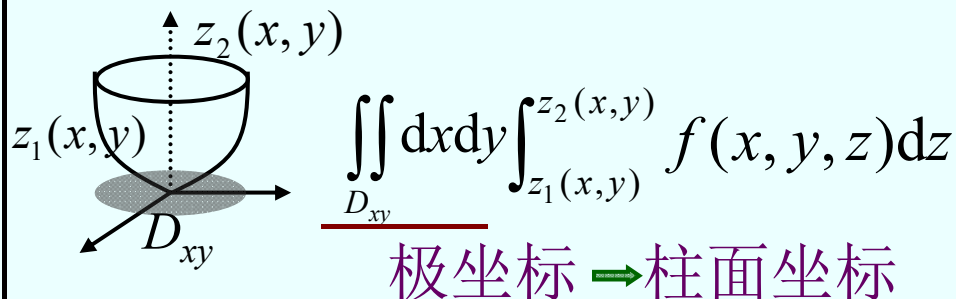 z₂(x, y)
z₁(x, y)
D_xy
∬_{D_xy} dxdy ∫_{z₁(x,y)}^{z₂(x,y)} f(x, y, z)dz
极坐标 ➡ 柱面坐标